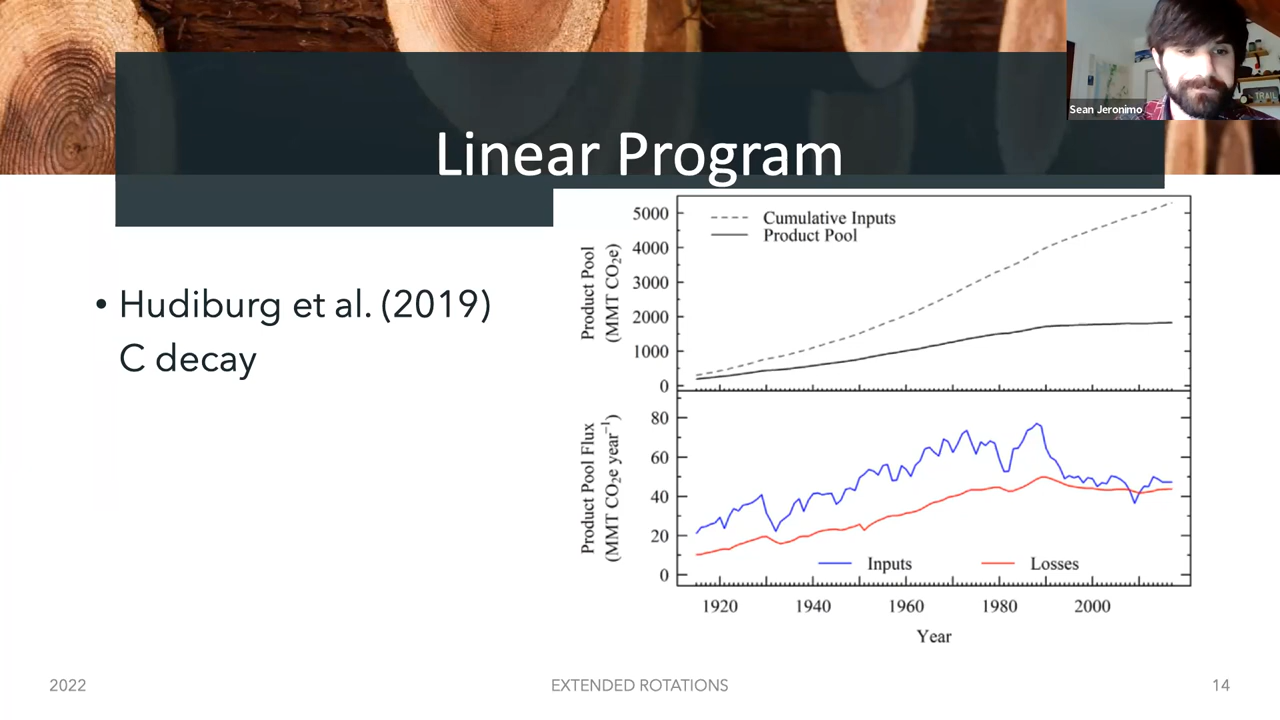 Sean Jeronimo
TRAIL
Linear Program
• Hudiburg et al. (2019)
C decay
Product Pool
(MMT CO₂e)
5000
4000
3000
2000
1000
0
Cumulative Inputs
Product Pool
Product Pool Flux
(MMT CO₂e year⁻¹)
80
60
40
20
0
Inputs
Losses
1920 1940 1960 1980 2000
Year
2022
EXTENDED ROTATIONS
14